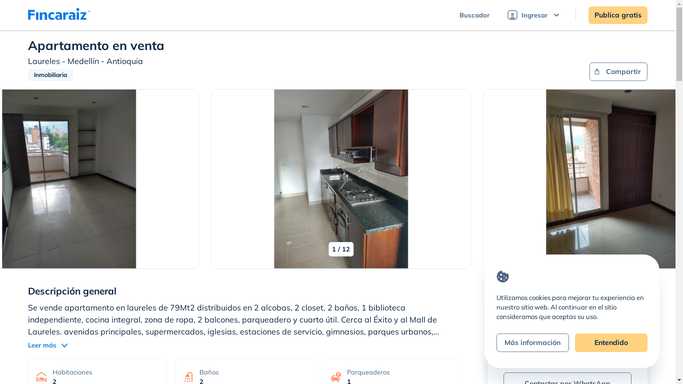 Fincaraiz
Buscador
Ingresar
Publica gratis
Apartamento en venta
Laureles - Medellín - Antioquia
Inmobiliaria
Compartir
1 / 12
Descripción general
Se vende apartamento en laureles de 79Mt2 distribuidos en 2 alcobas, 2 closet, 2 baños, 1 biblioteca
independiente, cocina integral, zona de ropa, 2 balcones, parqueadero y cuarto útil. Cerca al Éxito y al Mall de
Laureles. avenidas principales, supermercados, iglesias, estaciones de servicio, gimnasios, parques urbanos,...
Leer más
Habitaciones
2
Baños
2
Parqueaderos
1
Utilizamos cookies para mejorar tu experiencia en
nuestro sitio web. Al continuar en el sitio
consideramos que aceptas su uso.
Más información
Entendido
Contactar por WhatsApp